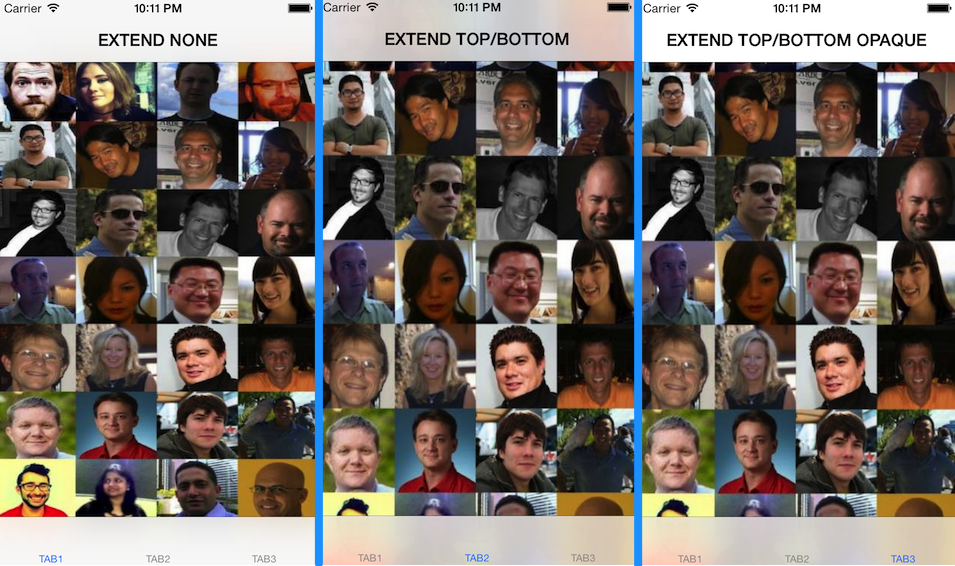 Carrier 10:11 PM
EXTEND NONE
TAB1 TAB2 TAB3
Carrier 10:11 PM
EXTEND TOP/BOTTOM
TAB1 TAB2 TAB3
Carrier 10:11 PM
EXTEND TOP/BOTTOM OPAQUE
TAB1 TAB2 TAB3